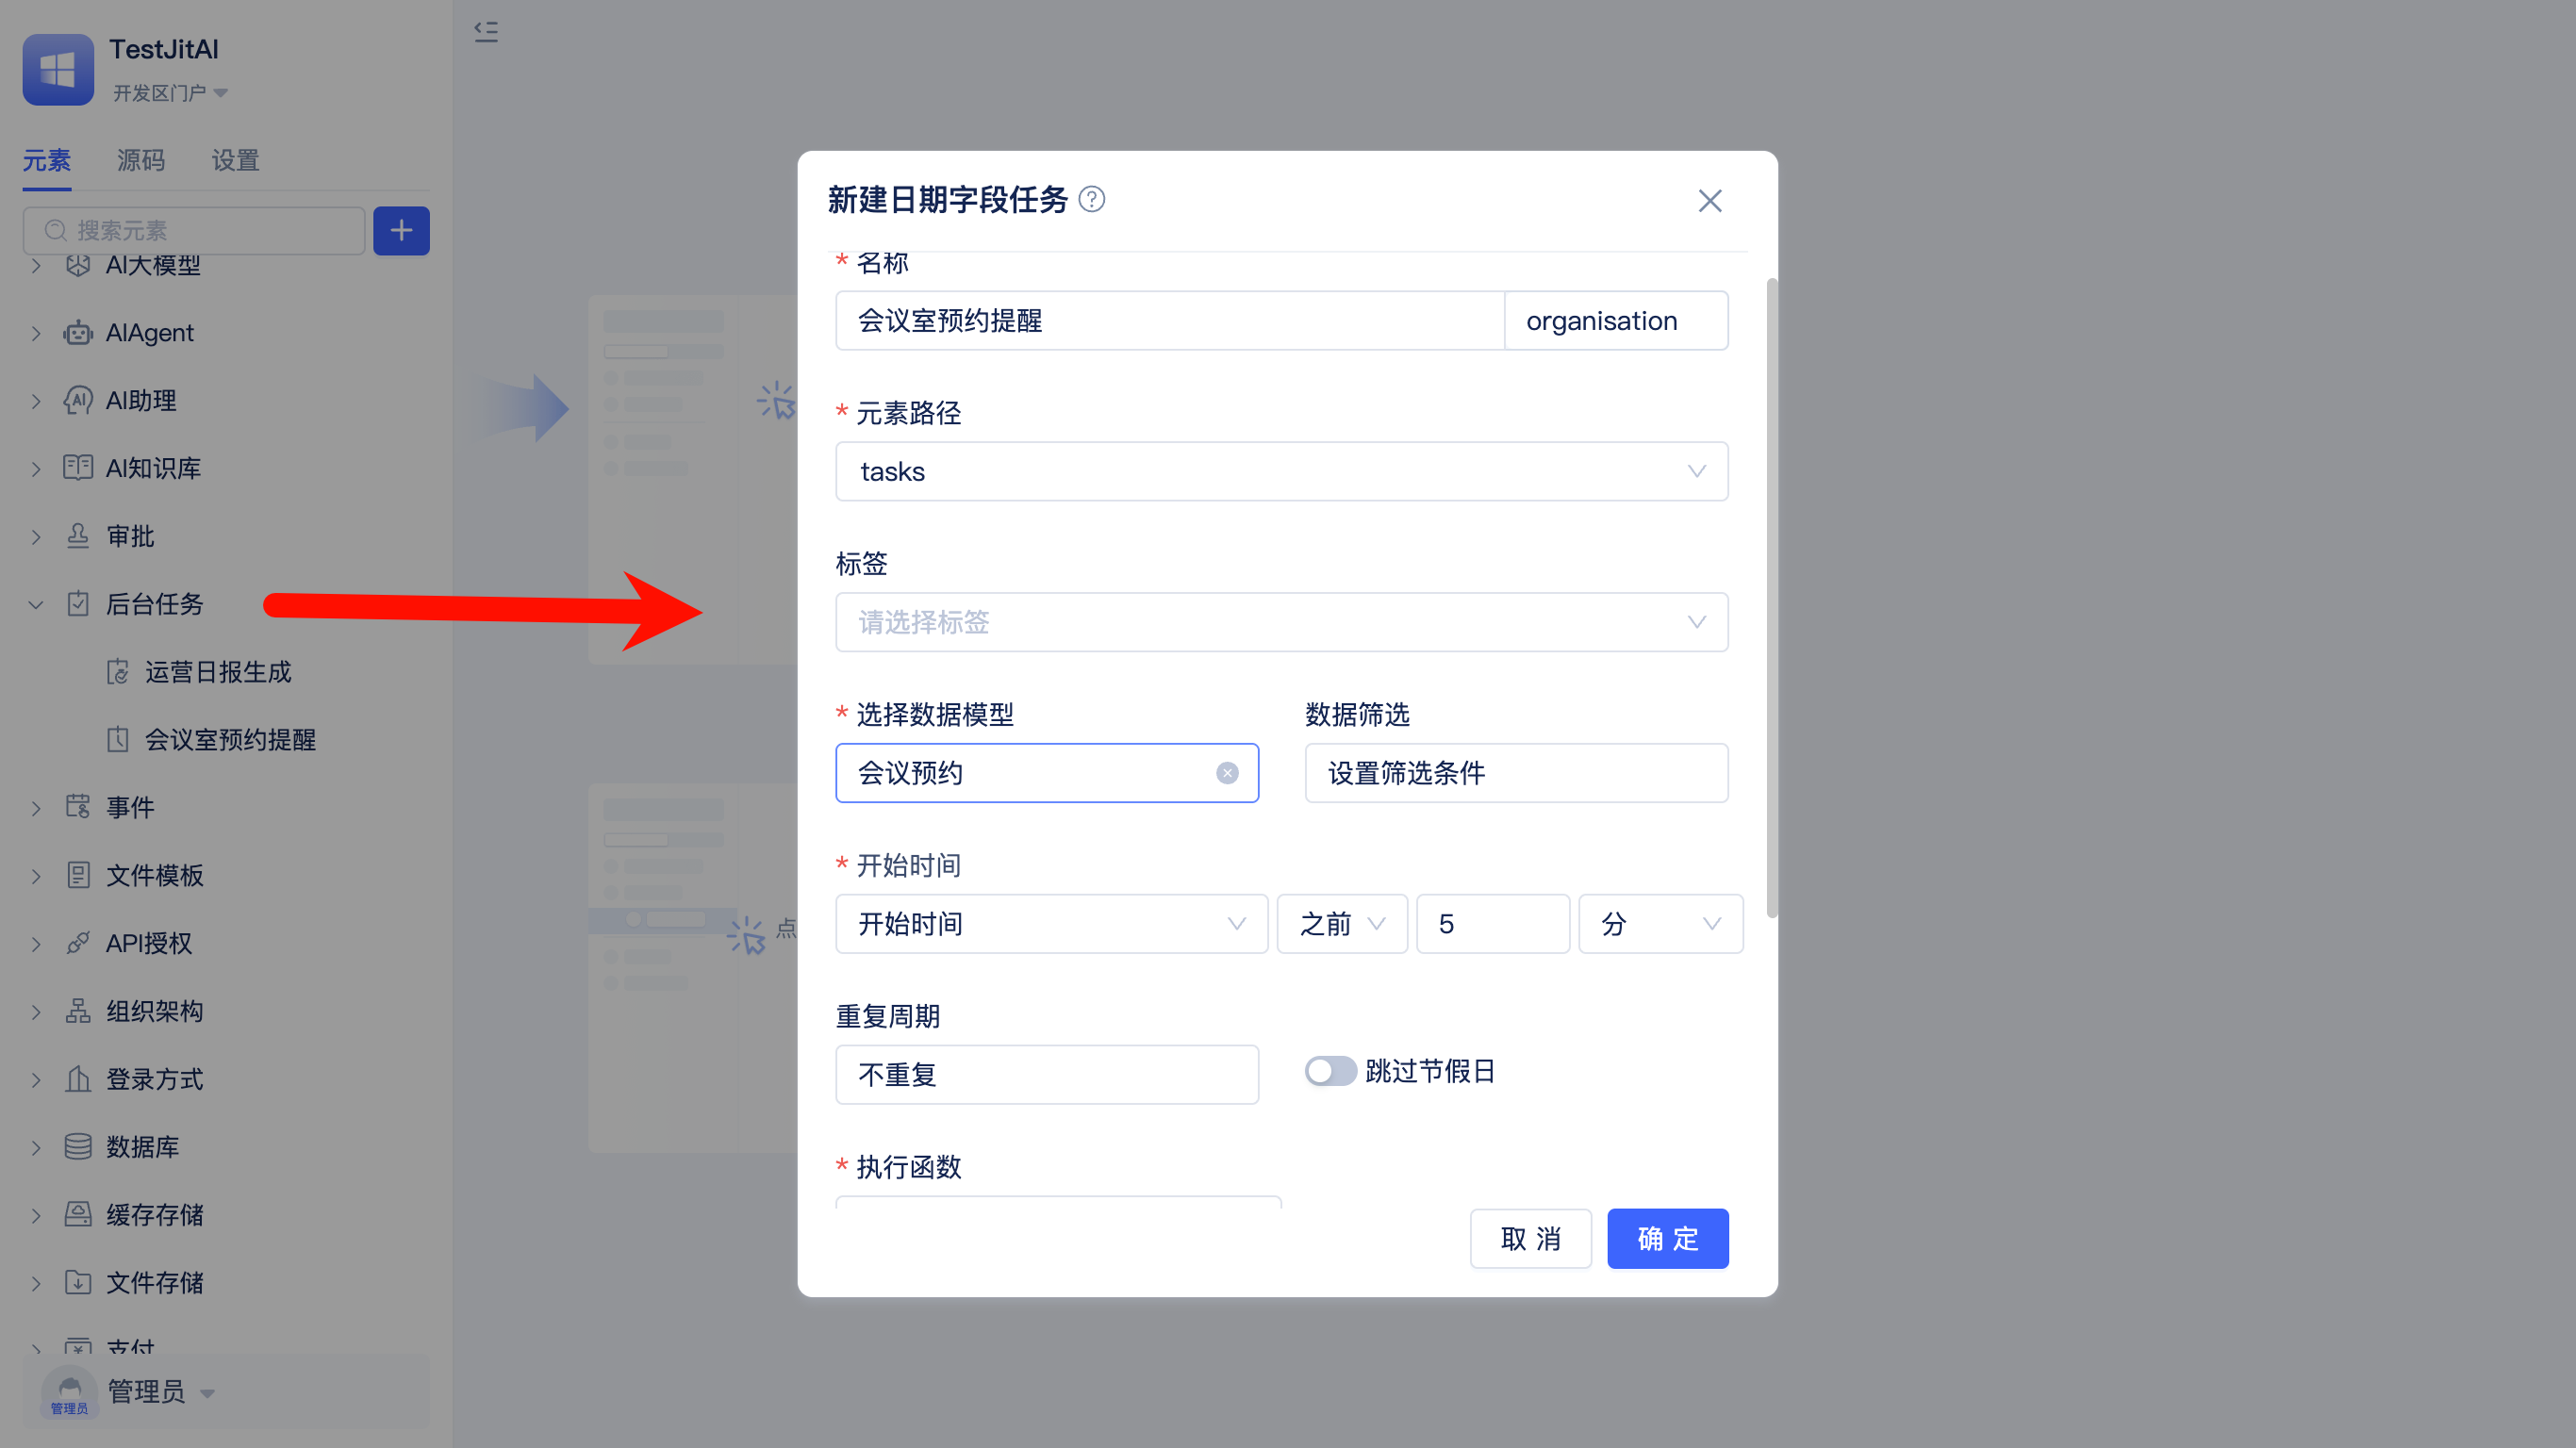 TestJitAI
开发区门户
元素 源码 设置
搜索元素
AI大模型
AIAgent
AI助理
AI知识库
审批
后台任务
运营日报生成
会议室预约提醒
事件
文件模板
API授权
组织架构
登录方式
数据库
缓存存储
文件存储
支付
管理员
管理员
点
新建日期字段任务
* 名称
会议室预约提醒 organisation
* 元素路径
tasks
标签
请选择标签
* 选择数据模型 数据筛选
会议预约 设置筛选条件
* 开始时间
开始时间 之前 5 分
重复周期
不重复 跳过节假日
* 执行函数
取 消 确 定